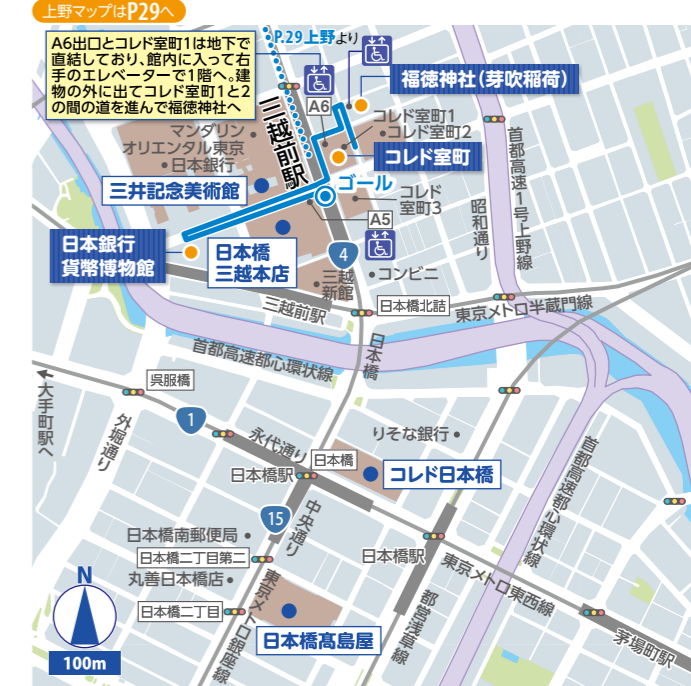 上野マップはP29へ
A6出口とコレド室町1は地下で
直結しており、館内に入って右
手のエレベーターで1階へ。建
物の外に出てコレド室町1と2
の間の道を進んで福徳神社へ
P.29上野より
A6
福徳神社(芽吹稲荷)
三越前駅
コレド室町1
コレド室町2
コレド室町
マンダリン
オリエンタル東京
日本銀行
三井記念美術館
ゴール
コレド
室町3
A5
昭和通り
首都高速1号上野線
日本銀行
貨幣博物館
日本橋
三越本店
4
三越
新館
コンビニ
三越前駅
日本橋北詰
東京メトロ半蔵門線
首都高速都心環状線
日本橋
大手町駅へ
呉服橋
外堀通り
1
永代通り
りそな銀行
日本橋
日本橋駅
コレド日本橋
首都高速都心環状線
15
中央通り
日本橋南郵便局
日本橋二丁目第二
丸善日本橋店
日本橋駅
東京メトロ東西線
日本橋二丁目
東京メトロ銀座線
都営浅草線
茅場町駅
日本橋髙島屋
N
100m